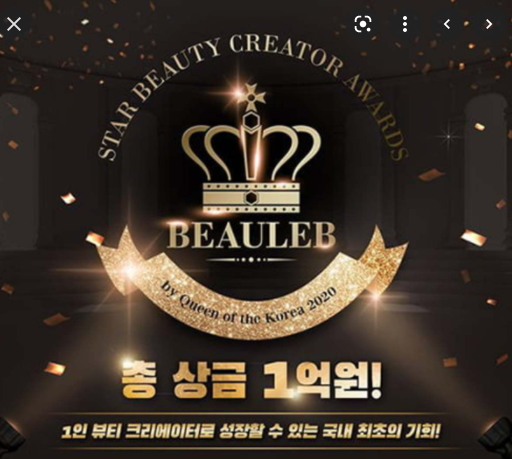 STAR BEAUTY CREATOR AWARDS
BEAULEB
by Queen of the Korea 2020
총 상금 1억원!
1인 뷰티 크리에이터로 성장할 수 있는 국내 최초의 기회!